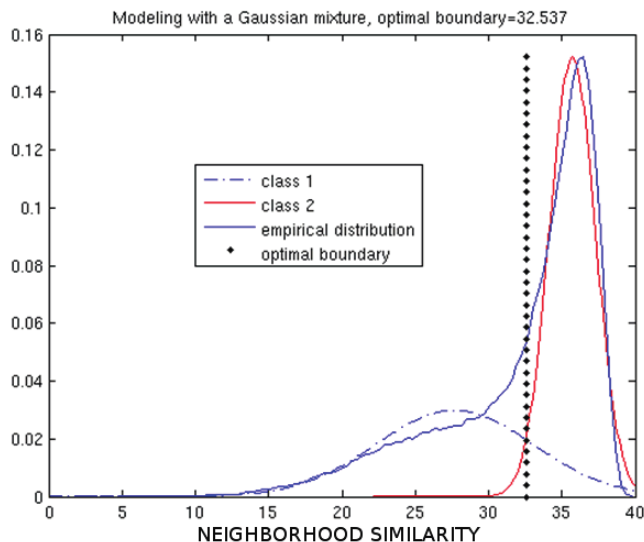 Modeling with a Gaussian mixture, optimal boundary=32.537
0.16
0.14
0.12
0.1
0.08
0.06
0.04
0.02
0
class 1
class 2
empirical distribution
optimal boundary
0 5 10 15 20 25 30 35 40
NEIGHBORHOOD SIMILARITY